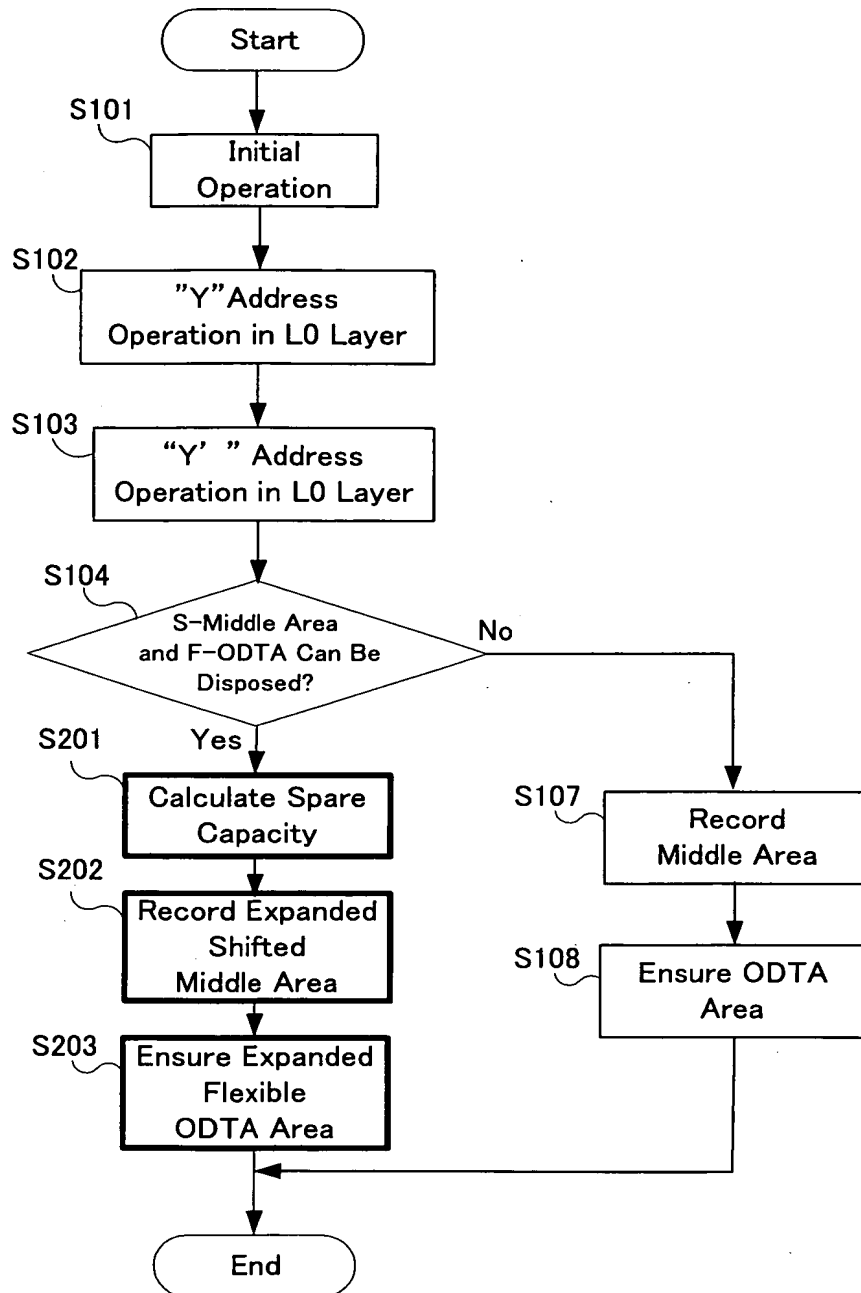 Start
S101
Initial
Operation
S102
”Y”Address
Operation in L0 Layer
S103
“Y’ ” Address
Operation in L0 Layer
S104
S-Middle Area
and F-ODTA Can Be
Disposed?
No
Yes
S201
Calculate Spare
Capacity
S202
Record Expanded
Shifted
Middle Area
S203
Ensure Expanded
Flexible
ODTA Area
S107
Record
Middle Area
S108
Ensure ODTA
Area
End